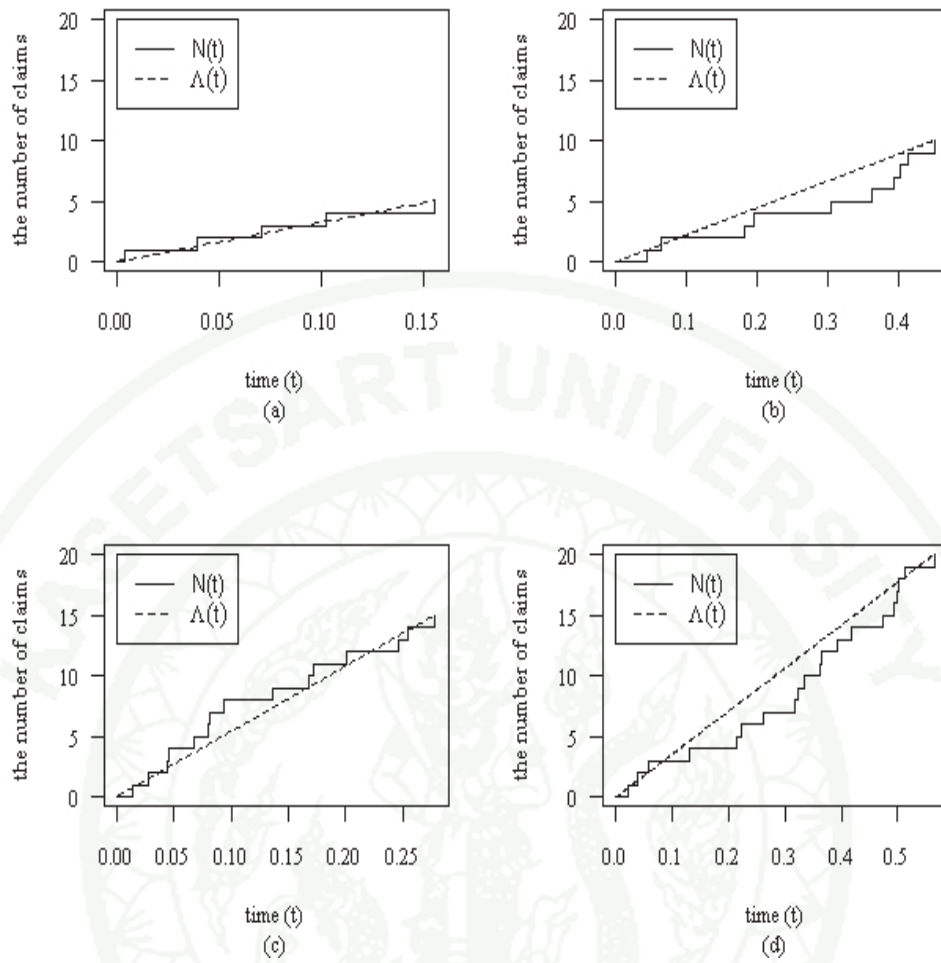 the number of claims
20
15
10
5
0
N(t)
Λ(t)
0.00 0.05 0.10 0.15
time (t)
(a)
the number of claims
20
15
10
5
0
N(t)
Λ(t)
0.0 0.1 0.2 0.3 0.4
time (t)
(b)
KASETSART UNIVERSITY
the number of claims
20
15
10
5
0
N(t)
Λ(t)
0.00 0.05 0.10 0.15 0.20 0.25
time (t)
(c)
the number of claims
20
15
10
5
0
N(t)
Λ(t)
0.0 0.1 0.2 0.3 0.4 0.5
time (t)
(d)